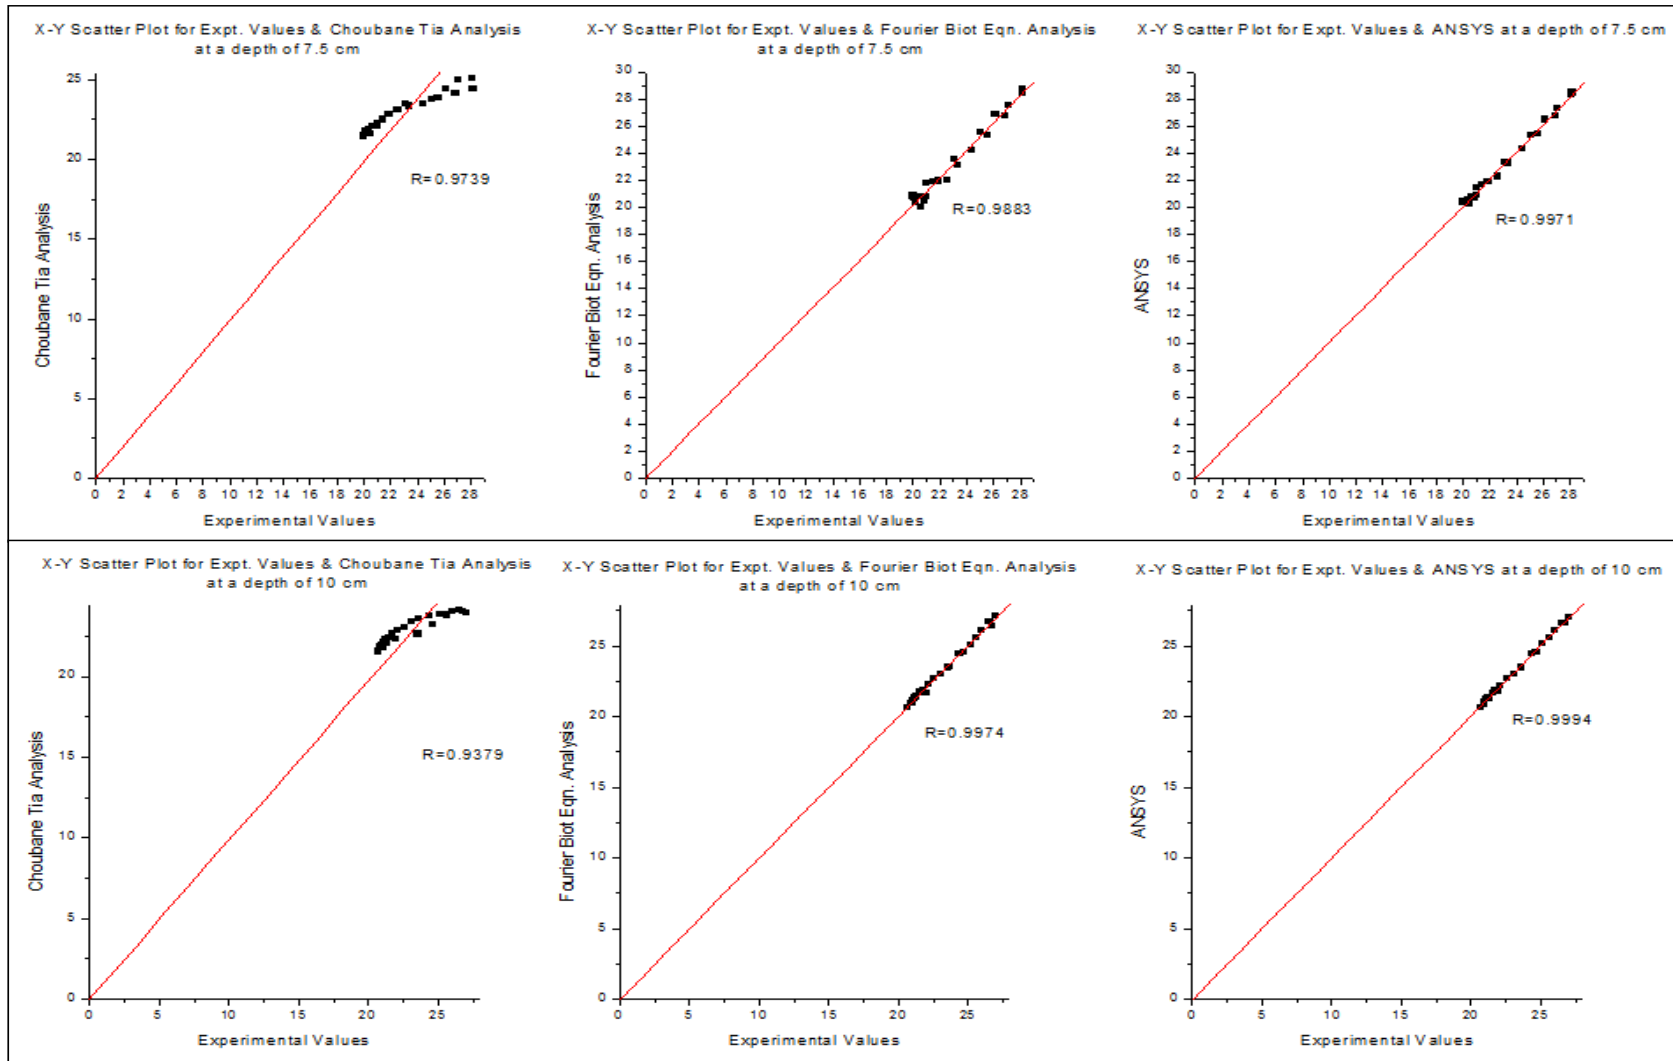 X-Y Scatter Plot for Expt. Values & Choubane Tia Analysis
at a depth of 7.5 cm
25
20
15
10
5
0
Choubane Tia Analysis
R=0.9739
0 2 4 6 8 10 12 14 16 18 20 22 24 26 28
Experimental Values
X-Y Scatter Plot for Expt. Values & Fourier Biot Eqn. Analysis
at a depth of 7.5 cm
30
28
26
24
22
20
18
16
14
12
10
8
6
4
2
0
Fourier Biot Eqn. Analysis
R=0.9883
0 2 4 6 8 10 12 14 16 18 20 22 24 26 28
Experimental Values
X-Y Scatter Plot for Expt. Values & ANSYS at a depth of 7.5 cm
30
28
26
24
22
20
18
16
14
12
10
8
6
4
2
0
ANSYS
R=0.9971
0 2 4 6 8 10 12 14 16 18 20 22 24 26 28
Experimental Values
X-Y Scatter Plot for Expt. Values & Choubane Tia Analysis
at a depth of 10 cm
20
15
10
5
0
Choubane Tia Analysis
R=0.9379
0 5 10 15 20 25
Experimental Values
X-Y Scatter Plot for Expt. Values & Fourier Biot Eqn. Analysis
at a depth of 10 cm
25
20
15
10
5
0
Fourier Biot Eqn. Analysis
R=0.9974
0 5 10 15 20 25
Experimental Values
X-Y Scatter Plot for Expt. Values & ANSYS at a depth of 10 cm
25
20
15
10
5
0
ANSYS
R=0.9994
0 5 10 15 20 25
Experimental Values